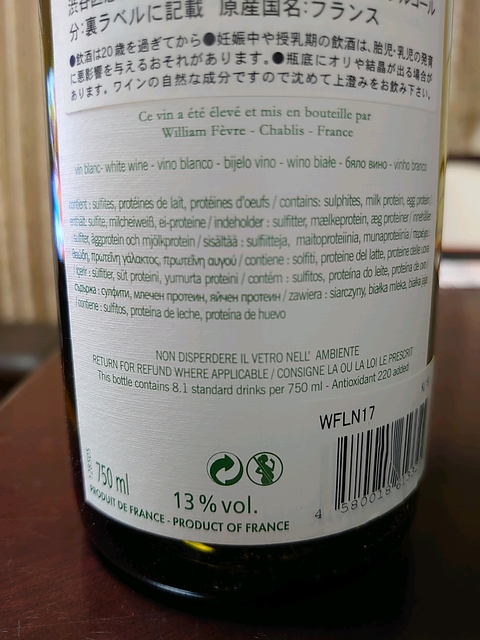 分:裏ラベルに記載 原産国名:フランス
●飲酒は20歳を過ぎてから●妊娠中や授乳期の飲酒は、胎児・乳児の発育
に悪影響を与えるおそれがあります。●瓶底にオリや結晶が出る場合が
あります。ワインの自然な成分ですので沈めて上澄みをお飲み下さい。
Ce vin a été élevé et mis en bouteille par
William Fèvre - Chablis - France
vin blanc- white wine - vino blanco - bijelo vino - wino białe - бяло вино - vinho branco
: sulfites, protéines de lait, protéines d'oeufs / contains: sulphites, milk protein, egg protein
sulfite, milcheiweiß, ei-proteine / indeholder : sulfitter, mælkeprotein, æg proteiner / innehåller
sulfiter, äggprotein och mjölkprotein / sisältää : sulfiitteja, maitoproteiinia, munaproteiinia
πρωτεΐνη γάλακτος, πρωτεΐνη αυγού / contiene : solfiti, proteine del latte, proteine delle
: sülfitler, süt proteini, yumurta proteini / contém : sulfitos, proteína do leite, proteína de
съдържа : сулфити, млечен протеин, яйчен протеин / zawiera : siarczyny, białka mleka, białka jaja
/ contiene : sulfitos, proteína de leche, proteína de huevo
NON DISPERDERE IL VETRO NELL' AMBIENTE
RETURN FOR REFUND WHERE APPLICABLE / CONSIGNE LA OU LA LOI LE PRESCRIT
This bottle contains 8.1 standard drinks per 750 ml - Antioxidant 220 added
WFLN17
750 ml
13 % vol.
4 580018
PRODUIT DE FRANCE - PRODUCT OF FRANCE